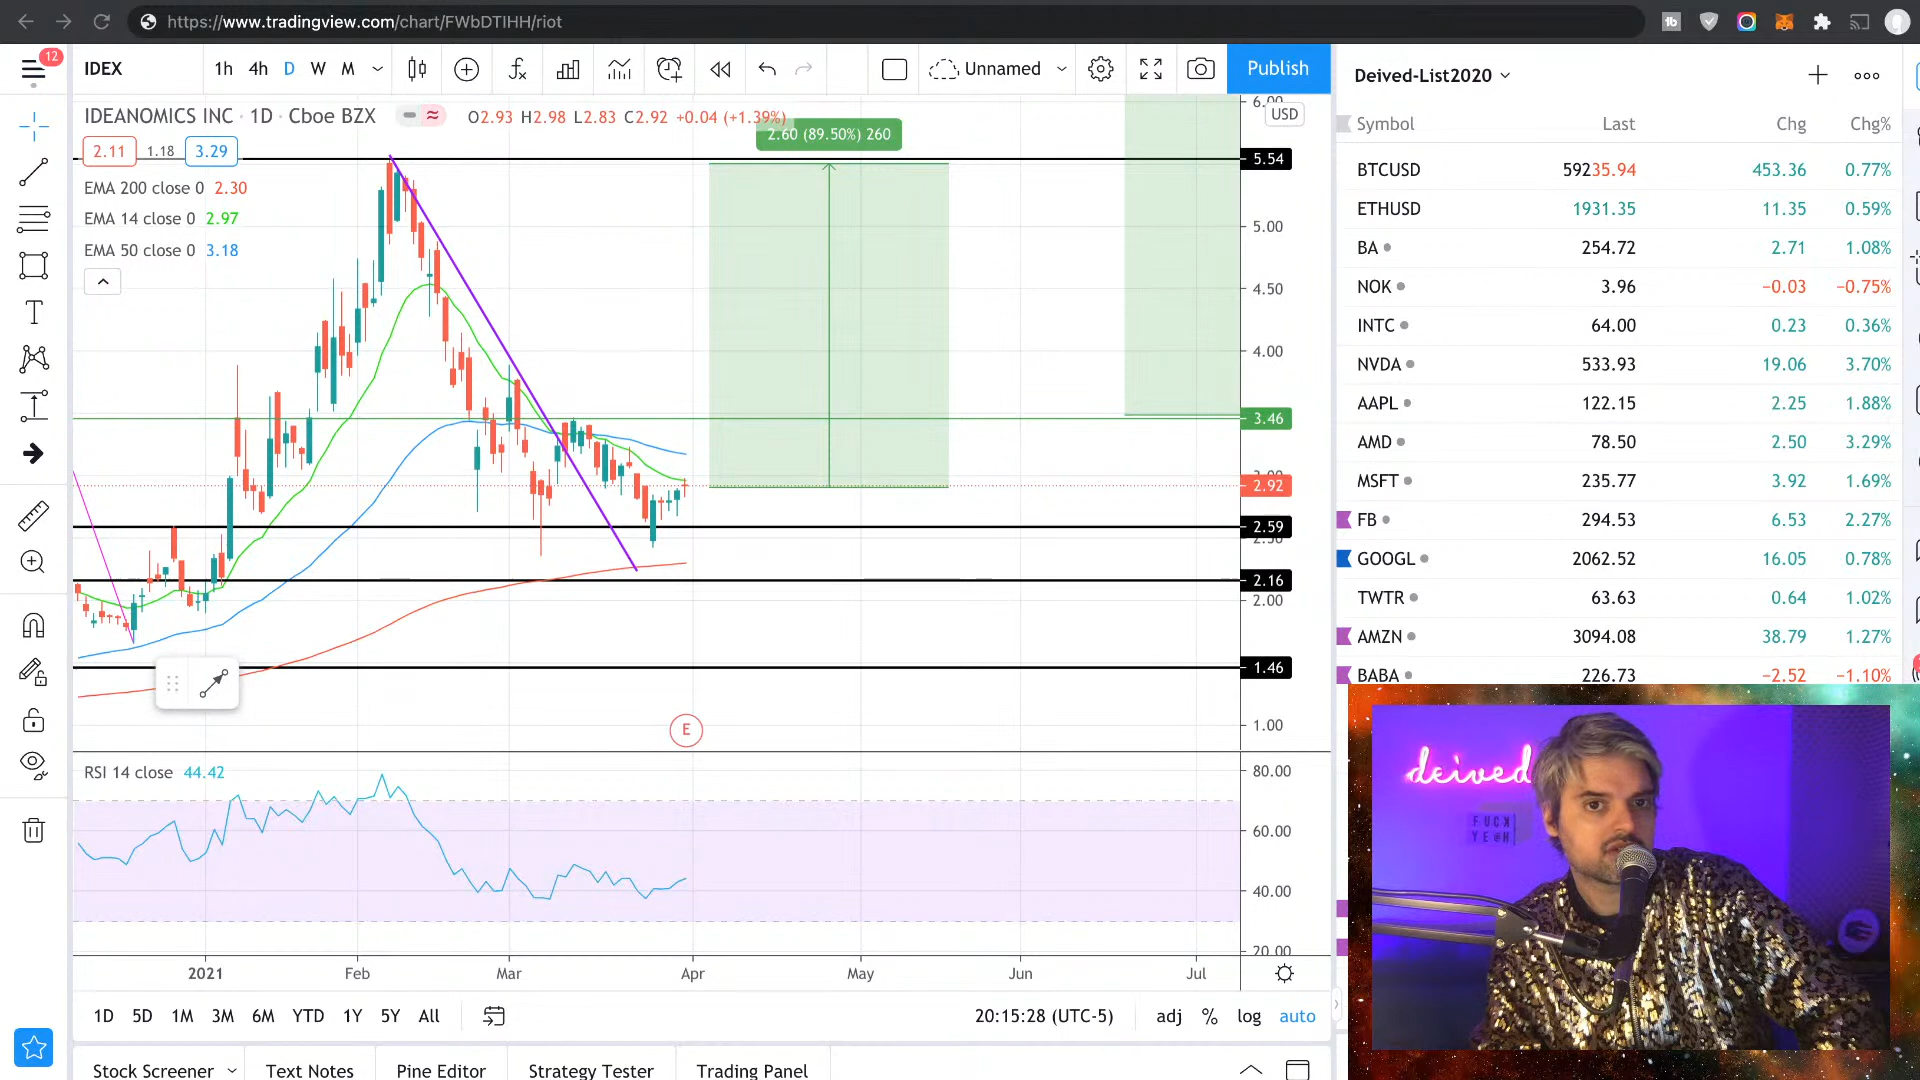 https://www.tradingview.com/chart/FWbDTIHH/riot
12
IDEX
1h 4h D W M
Unnamed
Publish
Deived-List2020
IDEANOMICS INC · 1D · Cboe BZX
O2.93 H2.98 L2.83 C2.92 +0.04 (+1.39%)
2.11 1.18 3.29
EMA 200 close 0 2.30
EMA 14 close 0 2.97
EMA 50 close 0 3.18
2.60 (89.50%) 260
USD
6.00
5.54
5.00
4.50
4.00
3.46
3.00
2.92
2.59
2.50
2.16
2.00
1.46
1.00
E
RSI 14 close 44.42
80.00
60.00
40.00
20.00
2021 Feb Mar Apr May Jun Jul
1D 5D 1M 3M 6M YTD 1Y 5Y All
20:15:28 (UTC-5) adj % log auto
Stock Screener Text Notes Pine Editor Strategy Tester Trading Panel
Symbol Last Chg Chg%
BTCUSD 59235.94 453.36 0.77%
ETHUSD 1931.35 11.35 0.59%
BA 254.72 2.71 1.08%
NOK 3.96 −0.03 −0.75%
INTC 64.00 0.23 0.36%
NVDA 533.93 19.06 3.70%
AAPL 122.15 2.25 1.88%
AMD 78.50 2.50 3.29%
MSFT 235.77 3.92 1.69%
FB 294.53 6.53 2.27%
GOOGL 2062.52 16.05 0.78%
TWTR 63.63 0.64 1.02%
AMZN 3094.08 38.79 1.27%
BABA 226.73 −2.52 −1.10%
deived
FUCK
YE@H